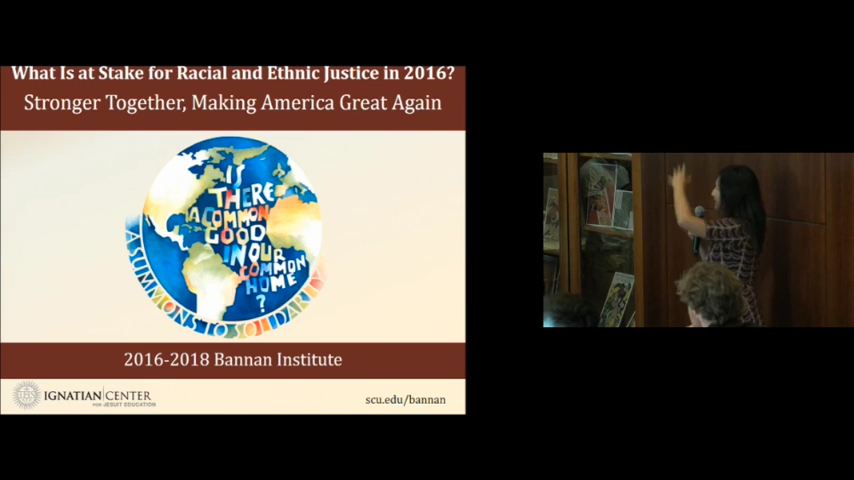 What Is at Stake for Racial and Ethnic Justice in 2016?
Stronger Together, Making America Great Again
IS
THERE
A COMMON
GOOD
IN OUR
COMMON
HOME
?
A SUMMONS TO SOLIDARITY
2016-2018 Bannan Institute
IGNATIAN CENTER
FOR JESUIT EDUCATION
scu.edu/bannan